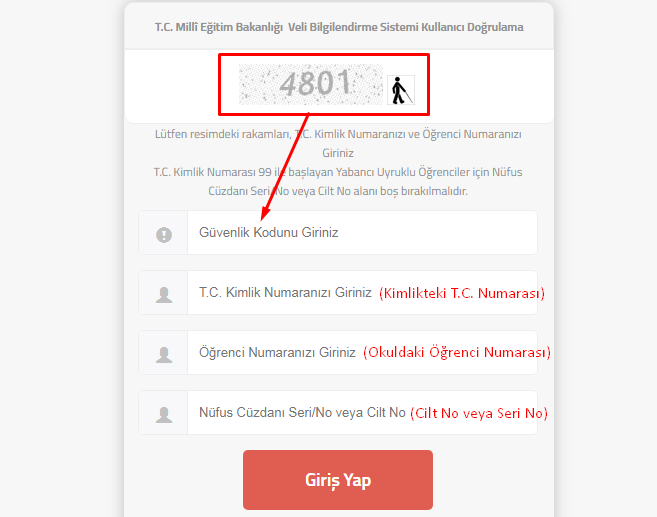 T.C. Millî Eğitim Bakanlığı Veli Bilgilendirme Sistemi Kullanıcı Doğrulama
4801
Lütfen resimdeki rakamları, T.C. Kimlik Numaranızı ve Öğrenci Numaranızı
Giriniz
T.C. Kimlik Numarası 99 ile başlayan Yabancı Uyruklu Öğrenciler için Nüfus
Cüzdanı Seri/No veya Cilt No alanı boş bırakılmalıdır.
Güvenlik Kodunu Giriniz
T.C. Kimlik Numaranızı Giriniz (Kimlikteki T.C. Numarası)
Öğrenci Numaranızı Giriniz (Okuldaki Öğrenci Numarası)
Nüfus Cüzdanı Seri/No veya Cilt No (Cilt No veya Seri No)
Giriş Yap